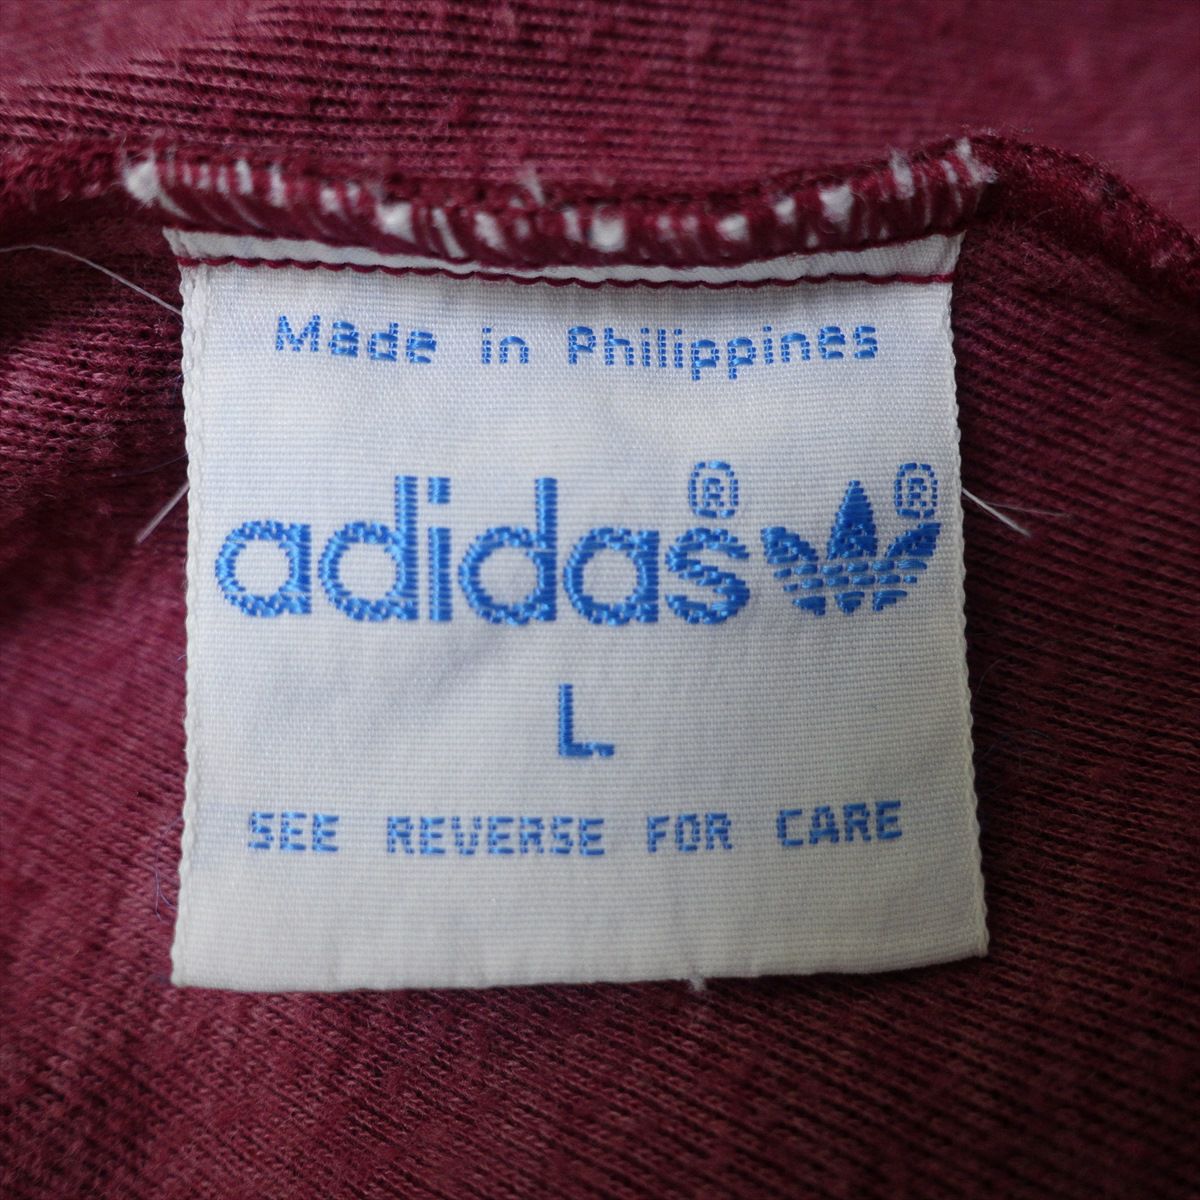 Made in Philippines
adidas® ®
L
SEE REVERSE FOR CARE